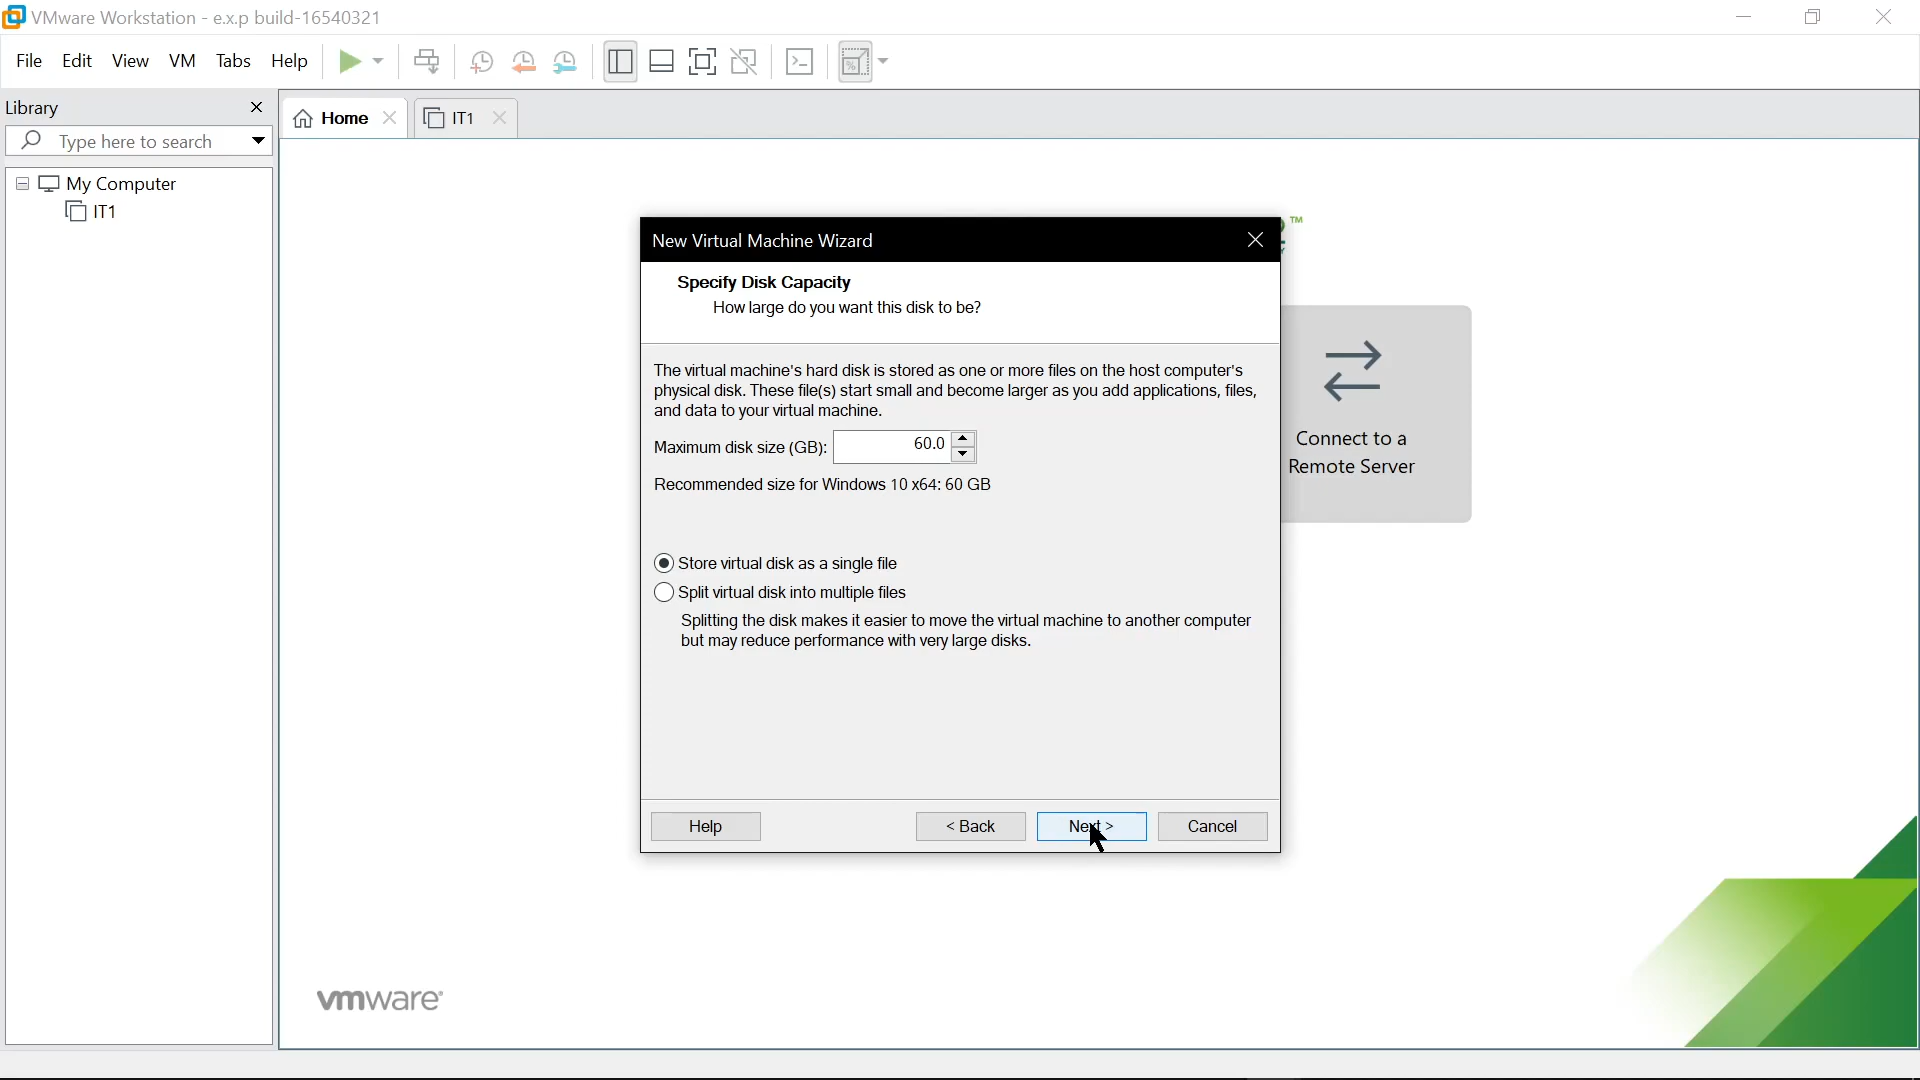 VMware Workstation - e.x.p build-16540321
File Edit View VM Tabs Help
Library
Home
IT1
Type here to search
My Computer
IT1
TM
New Virtual Machine Wizard
Specify Disk Capacity
How large do you want this disk to be?
The virtual machine's hard disk is stored as one or more files on the host computer's
physical disk. These file(s) start small and become larger as you add applications, files,
and data to your virtual machine.
Maximum disk size (GB): 60.0
Recommended size for Windows 10 x64: 60 GB
Store virtual disk as a single file
Split virtual disk into multiple files
Splitting the disk makes it easier to move the virtual machine to another computer
but may reduce performance with very large disks.
Connect to a
Remote Server
Help
< Back
Next >
Cancel
vmware